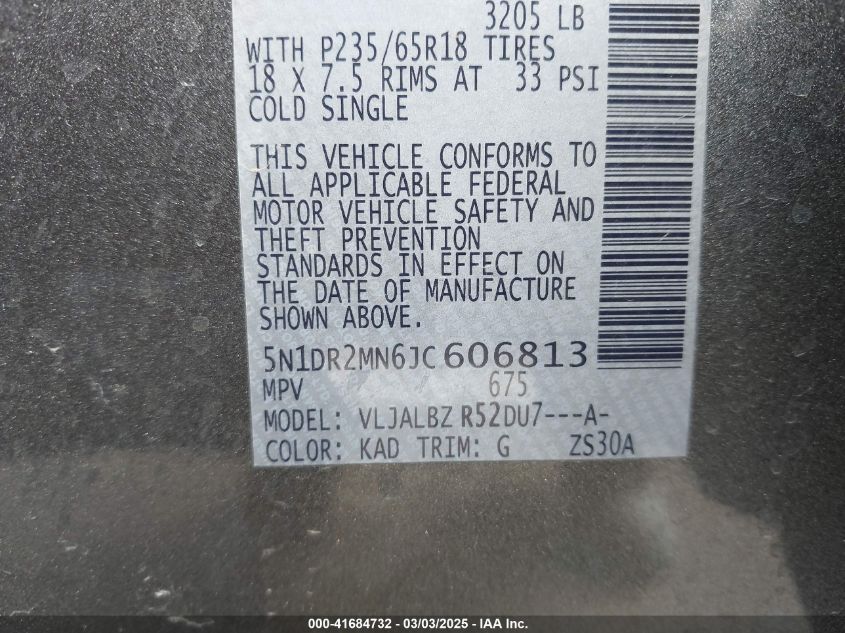 3205 LB
WITH P235/65R18 TIRES
18 X 7.5 RIMS AT 33 PSI
COLD SINGLE
THIS VEHICLE CONFORMS TO
ALL APPLICABLE FEDERAL
MOTOR VEHICLE SAFETY AND
THEFT PREVENTION
STANDARDS IN EFFECT ON
THE DATE OF MANUFACTURE
SHOWN ABOVE.
5N1DR2MN6JC606813
MPV 675
MODEL: VLJALBZ R52DU7---A-
COLOR: KAD TRIM: G ZS30A
000-41684732 - 03/03/2025 - IAA Inc.